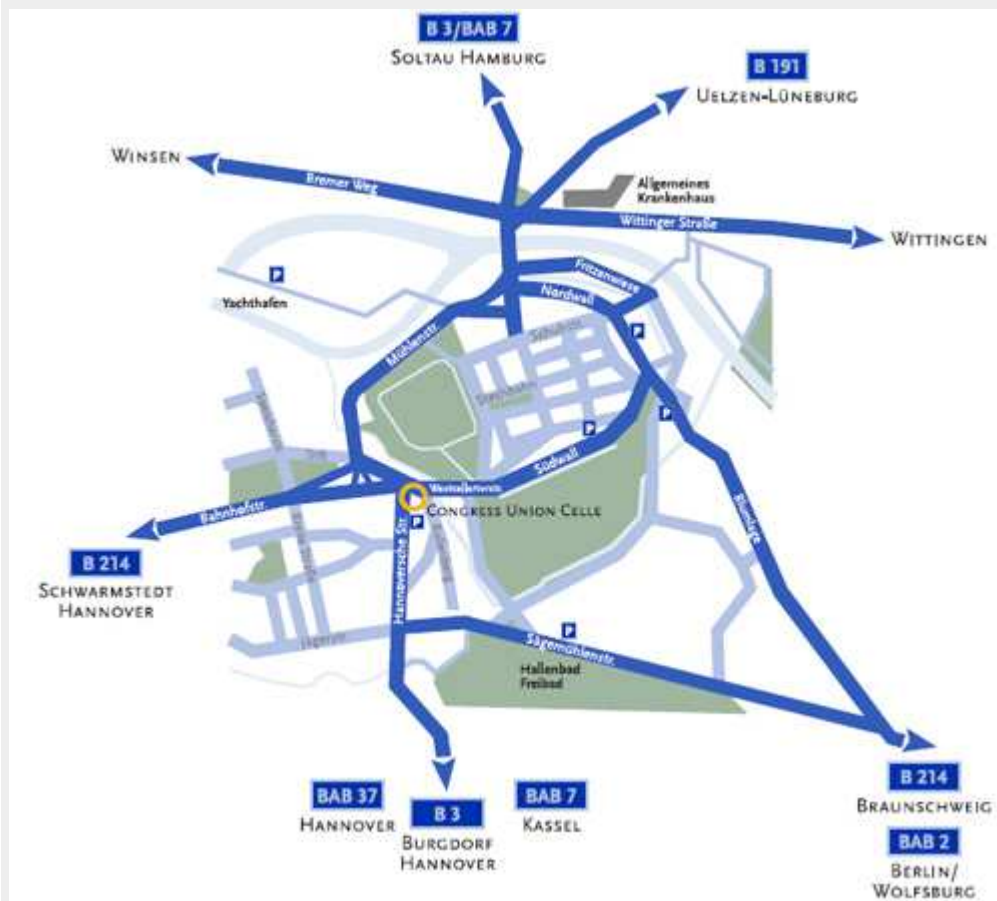 B 3/BAB 7
SOLTAU HAMBURG
B 191
UELZEN-LÜNEBURG
WINSEN
Bremer Weg
Allgemeines
Krankenhaus
Wittinger Straße
WITTINGEN
Fritzenwiese
P
Yachthafen
Nordwall
Mühlenstr.
P
P
P
Südwall
CONGRESS UNION CELLE
Bahnhofstr.
P
Blumlage
B 214
SCHWARMSTEDT
HANNOVER
Hannoversche Str.
P
Sägemühlenstr.
Hallenbad
Freibad
BAB 37
HANNOVER
B 3
BURGDORF
HANNOVER
BAB 7
KASSEL
B 214
BRAUNSCHWEIG
BAB 2
BERLIN/
WOLFSBURG